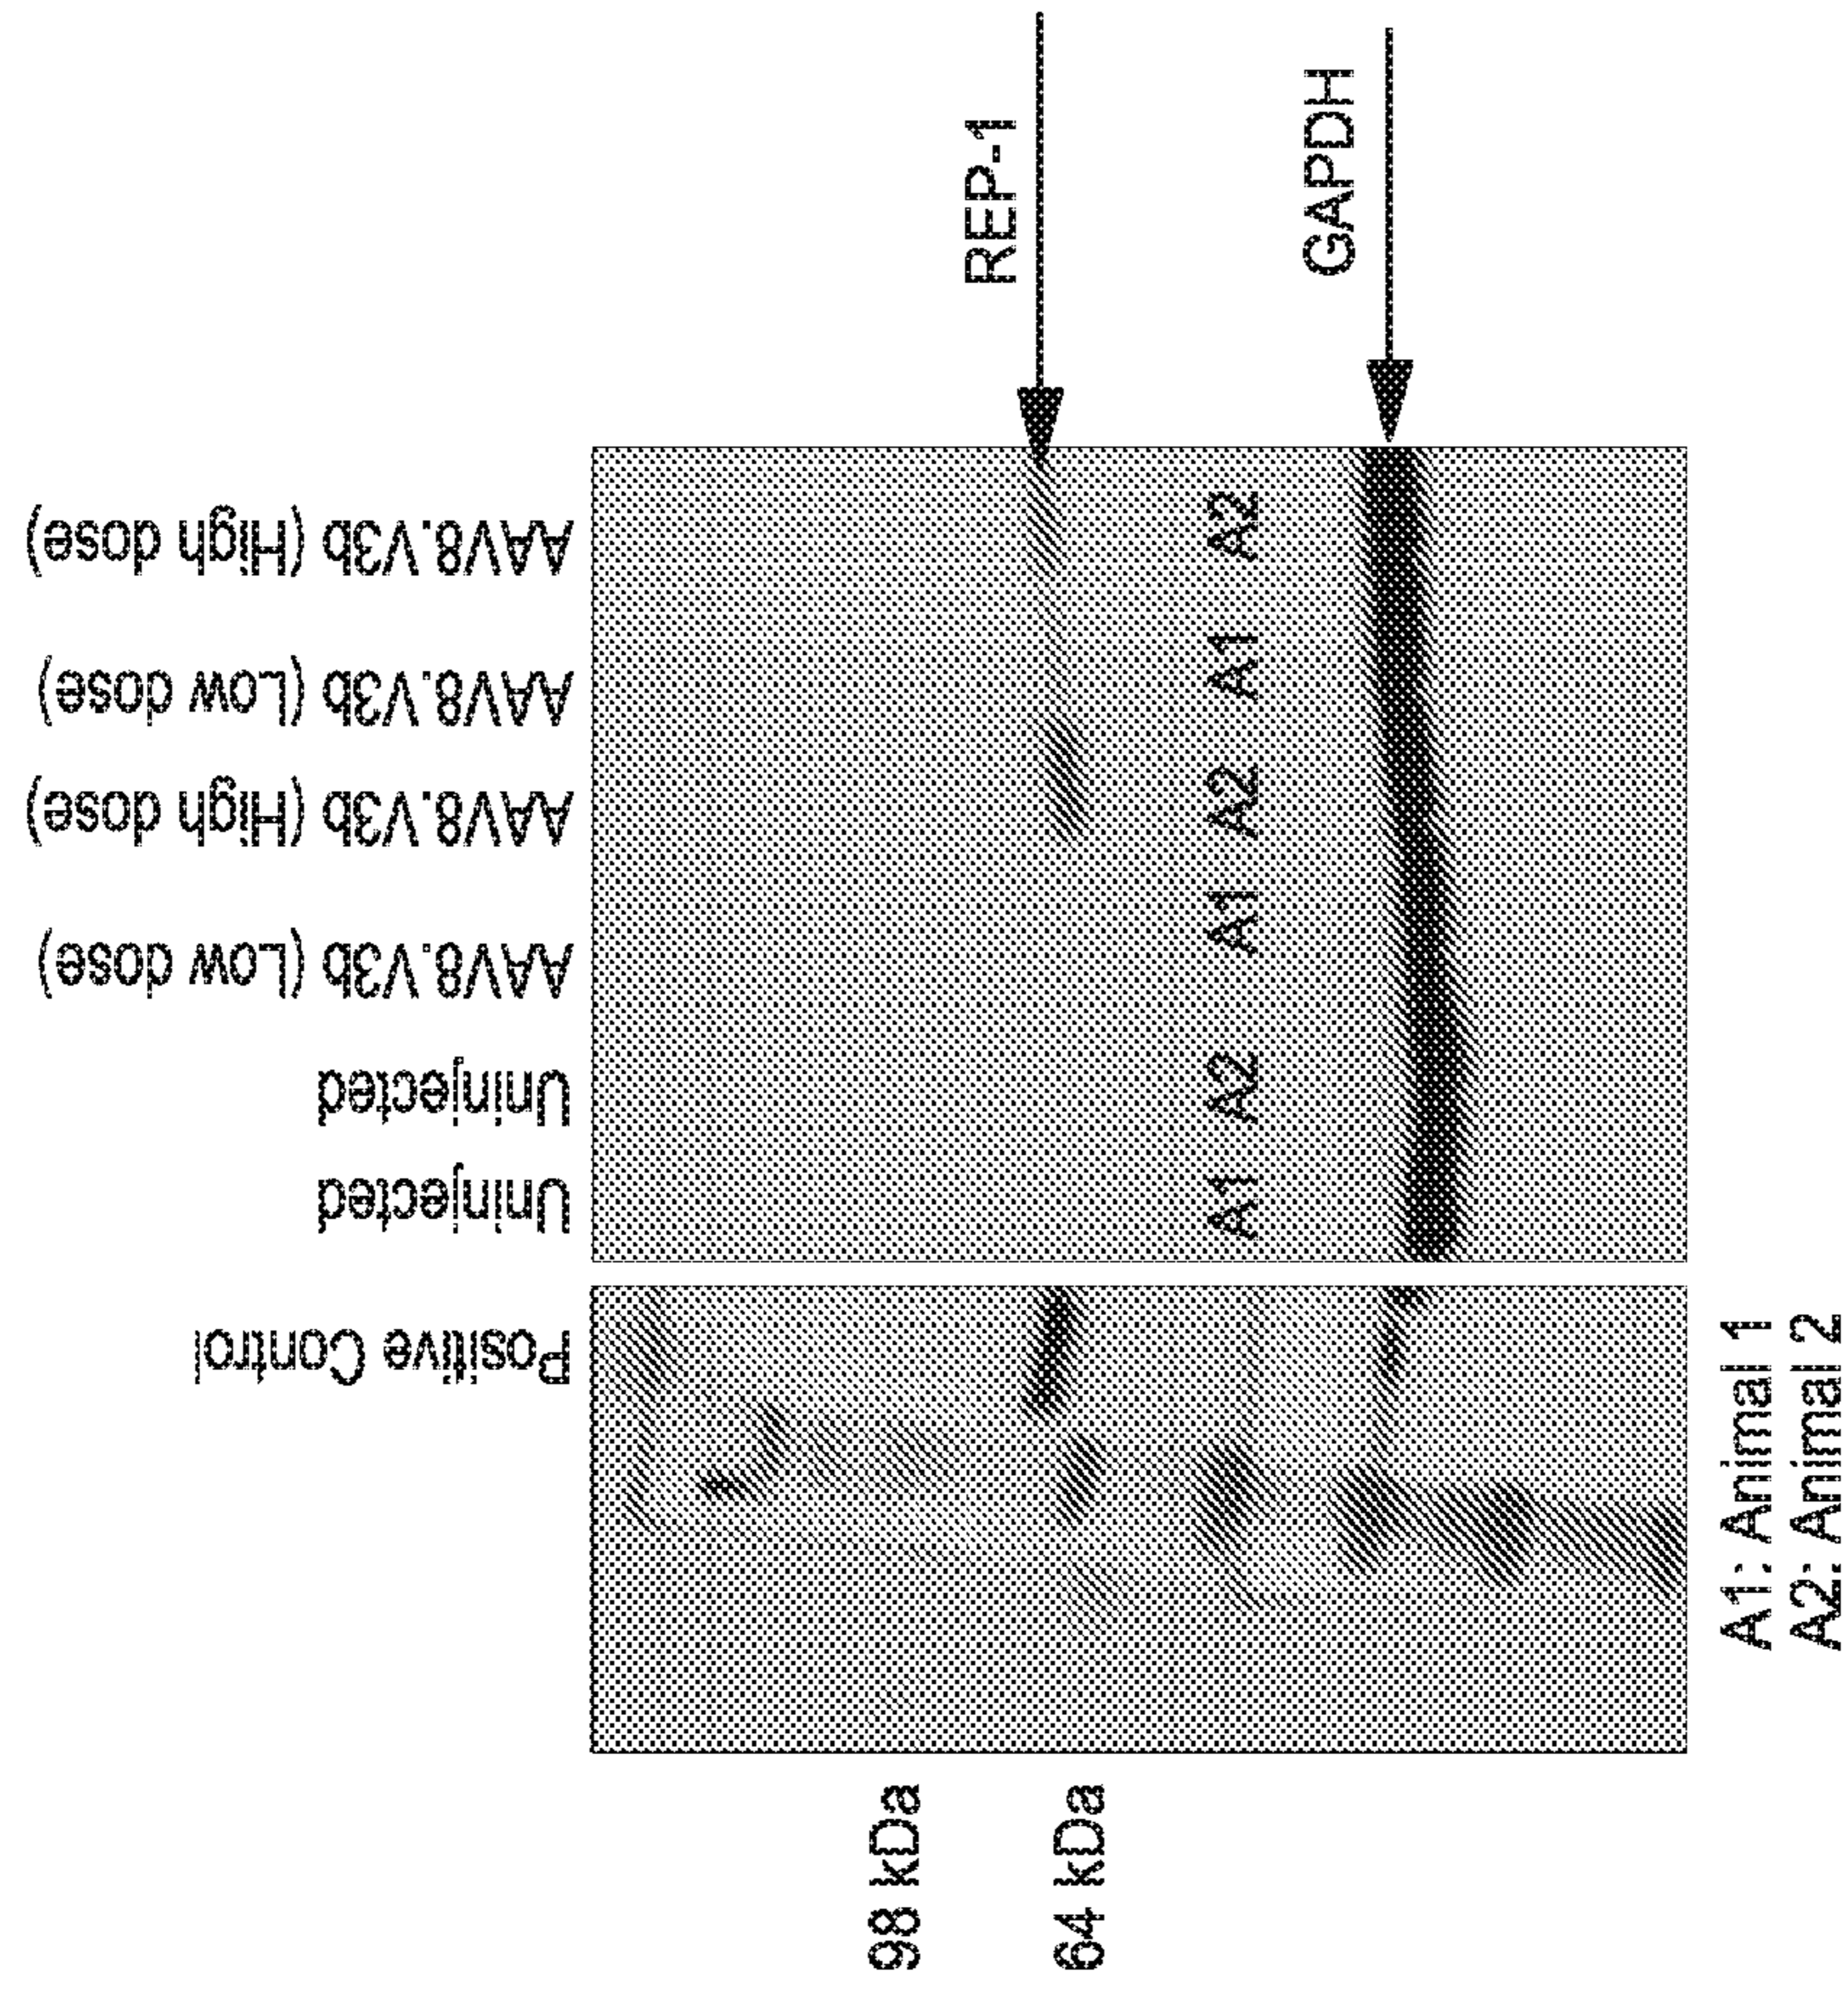 Positive Control
Uninjected
Uninjected
AAV8.V3b (Low dose)
AAV8.V3b (High dose)
AAV8.V3b (Low dose)
AAV8.V3b (High dose)
98 kDa
64 kDa
REP-1
A1 A2 A1 A2 A1 A2
GAPDH
A1: Animal 1
A2: Animal 2